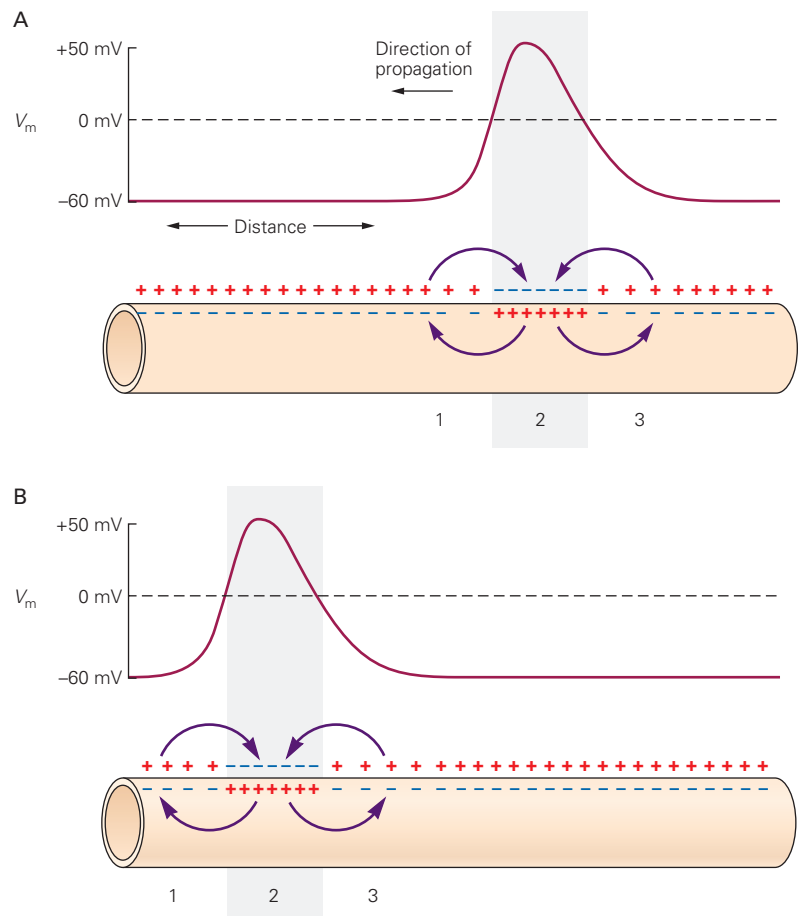 A
+50 mV
Direction of
propagation
Vm
0 mV
–60 mV
Distance
+ + + + + + + + + + + + + + + + + + + – – – – – – – + + + + + + + + +
– – – – – – – – – – – – – – – – – – – + + + + + + + – – – – – – – – –
1 2 3
B
+50 mV
Vm
0 mV
–60 mV
+ + + + – – – – – – – + + + + + + + + + + + + + + + + + + + + + +
– – – – + + + + + + + – – – – – – – – – – – – – – – – – – – – – –
1 2 3